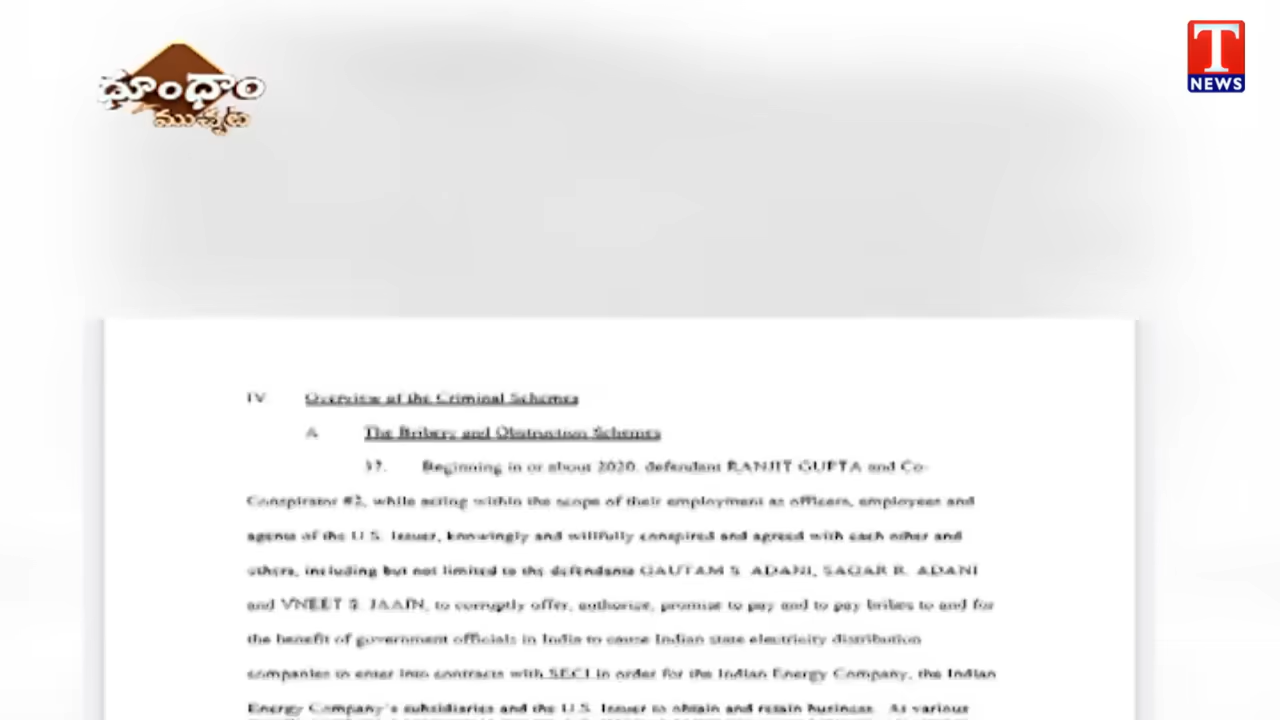 ధూంధాం
ముచ్చట
T
NEWS
IV Overview of the Criminal Schemes
A The Bribery and Obstruction Schemes
37. Beginning in or about 2020, defendant RANJIT GUPTA and Co-
Conspirator #2, while acting within the scope of their employment as officers, employees and
agents of the U.S. Issuer, knowingly and willfully conspired and agreed with each other and
others, including but not limited to the defendants GAUTAM S. ADANI, SAGAR R. ADANI
and VNEET S. JAAIN, to corruptly offer, authorize, promise to pay and to pay bribes to and for
the benefit of government officials in India to cause Indian state electricity distribution
companies to enter into contracts with SECI in order for the Indian Energy Company, the Indian
Energy Company's subsidiaries and the U.S. Issuer to obtain and retain business. As various